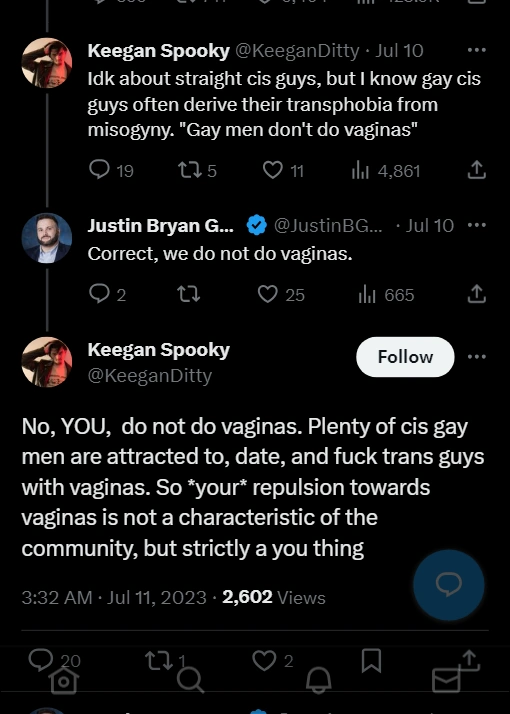 Keegan Spooky @KeeganDitty · Jul 10
Idk about straight cis guys, but I know gay cis
guys often derive their transphobia from
misogyny. "Gay men don't do vaginas"
19 5 11 4,861
Justin Bryan G... @JustinBG... · Jul 10
Correct, we do not do vaginas.
2 25 665
Keegan Spooky
Follow
@KeeganDitty
No, YOU, do not do vaginas. Plenty of cis gay
men are attracted to, date, and fuck trans guys
with vaginas. So *your* repulsion towards
vaginas is not a characteristic of the
community, but strictly a you thing
3:32 AM · Jul 11, 2023 · 2,602 Views
20 1 2